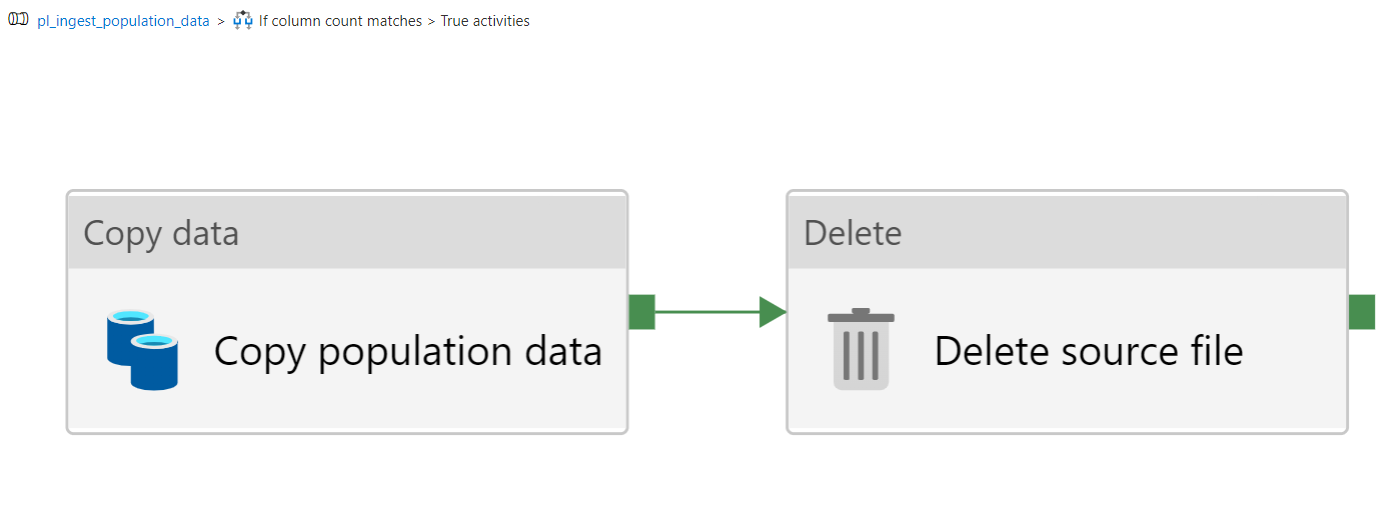 pl_ingest_population_data > If column count matches > True activities
Copy data
Copy population data
Delete
Delete source file